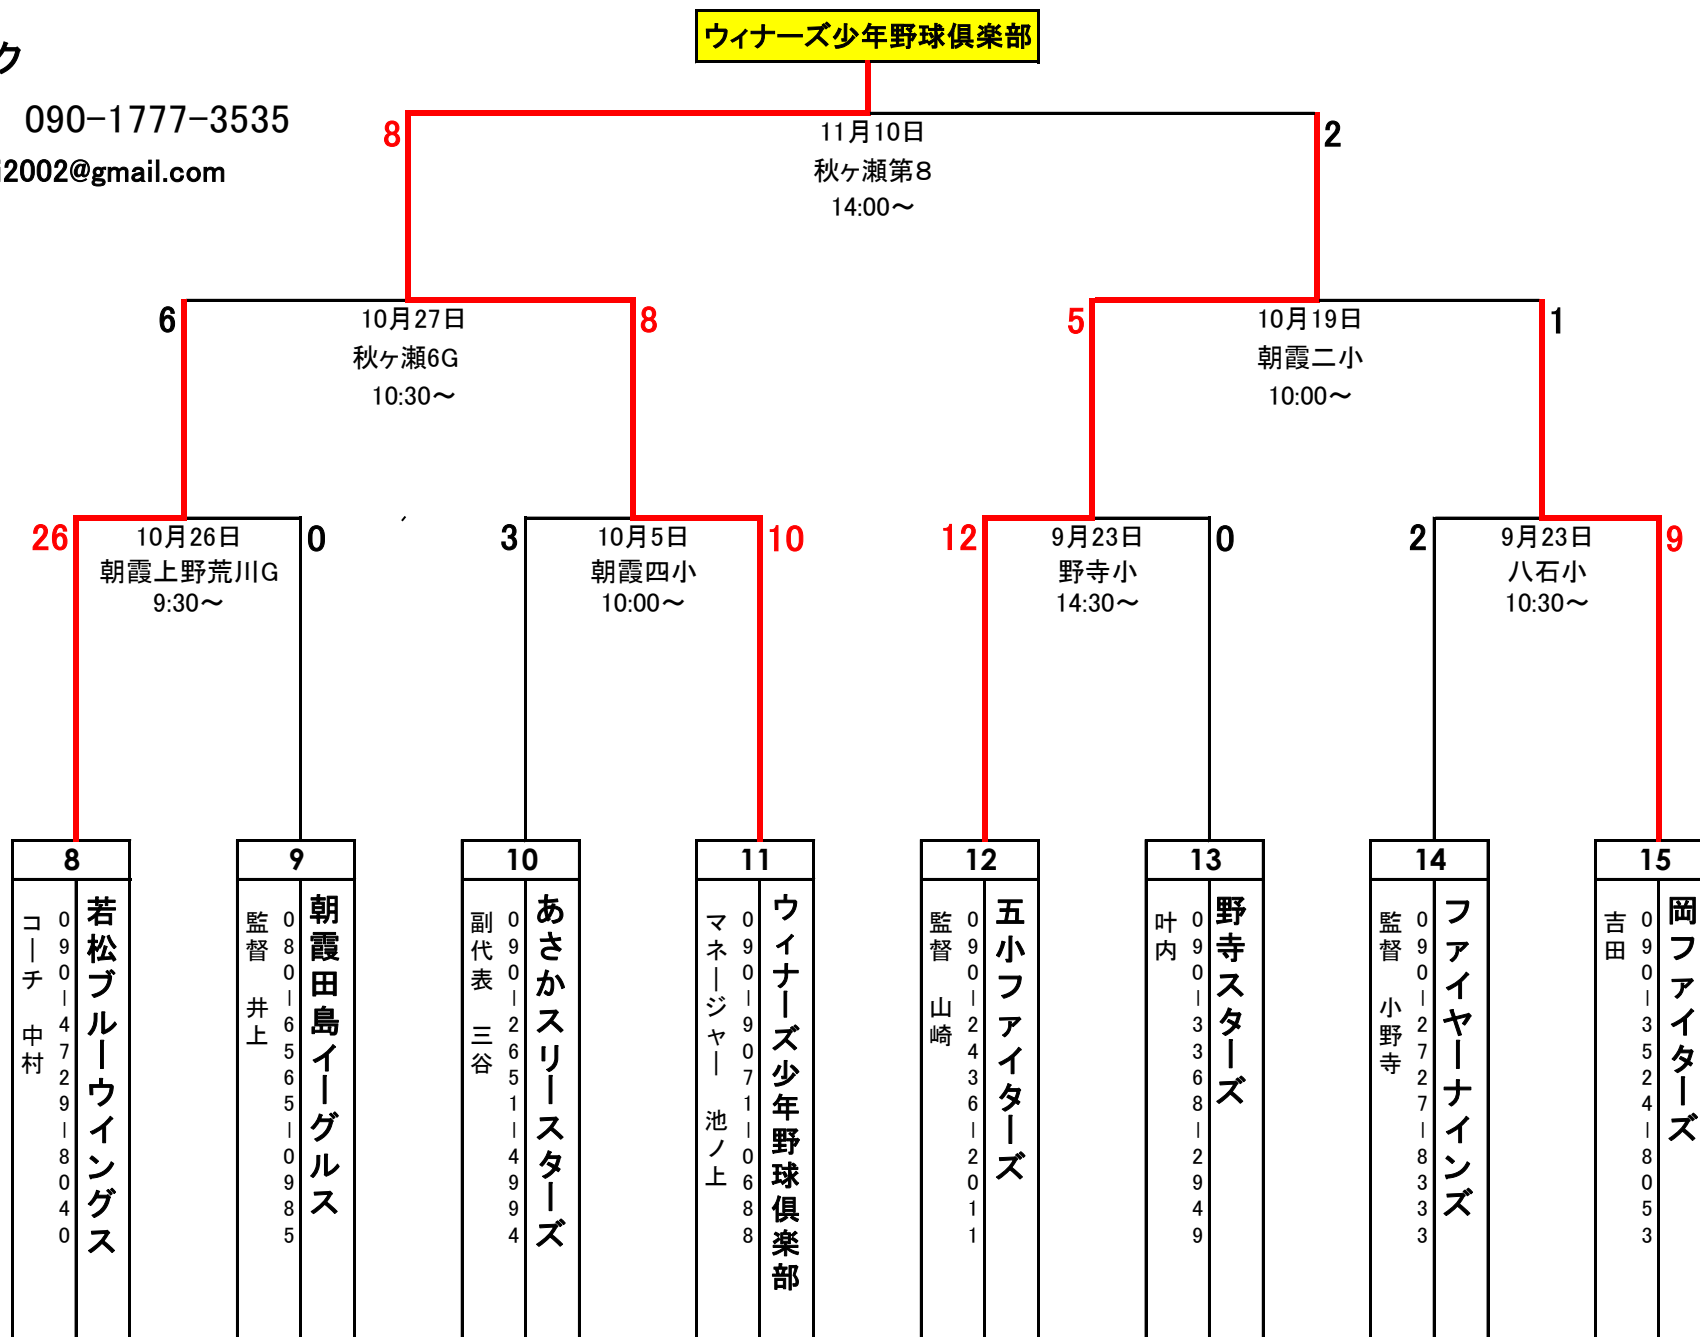 ウィナーズ少年野球倶楽部
ク
090-1777-3535
i2002@gmail.com
8
11月10日
2
秋ヶ瀬第8
14:00～
6
10月27日
8
5
10月19日
1
秋ヶ瀬6G
朝霞二小
10:30～
10:00～
26
10月26日
0
3
10月5日
10
12
9月23日
0
2
9月23日
9
朝霞上野荒川G
朝霞四小
野寺小
八石小
9:30～
10:00～
14:30～
10:30～
8
9
10
11
12
13
14
15
若松ブルーウイングス
090-4729-8040
コーチ 中村
朝霞田島イーグルス
080-6565-0985
監督 井上
あさかスリースターズ
090-2651-4994
副代表 三谷
ウィナーズ少年野球倶楽部
090-9071-0688
マネージャー 池ノ上
五小ファイターズ
090-2436-2011
監督 山崎
野寺スターズ
090-3368-2949
叶内
ファイヤーナインズ
090-2727-8333
監督 小野寺
岡ファイターズ
090-3524-8053
吉田